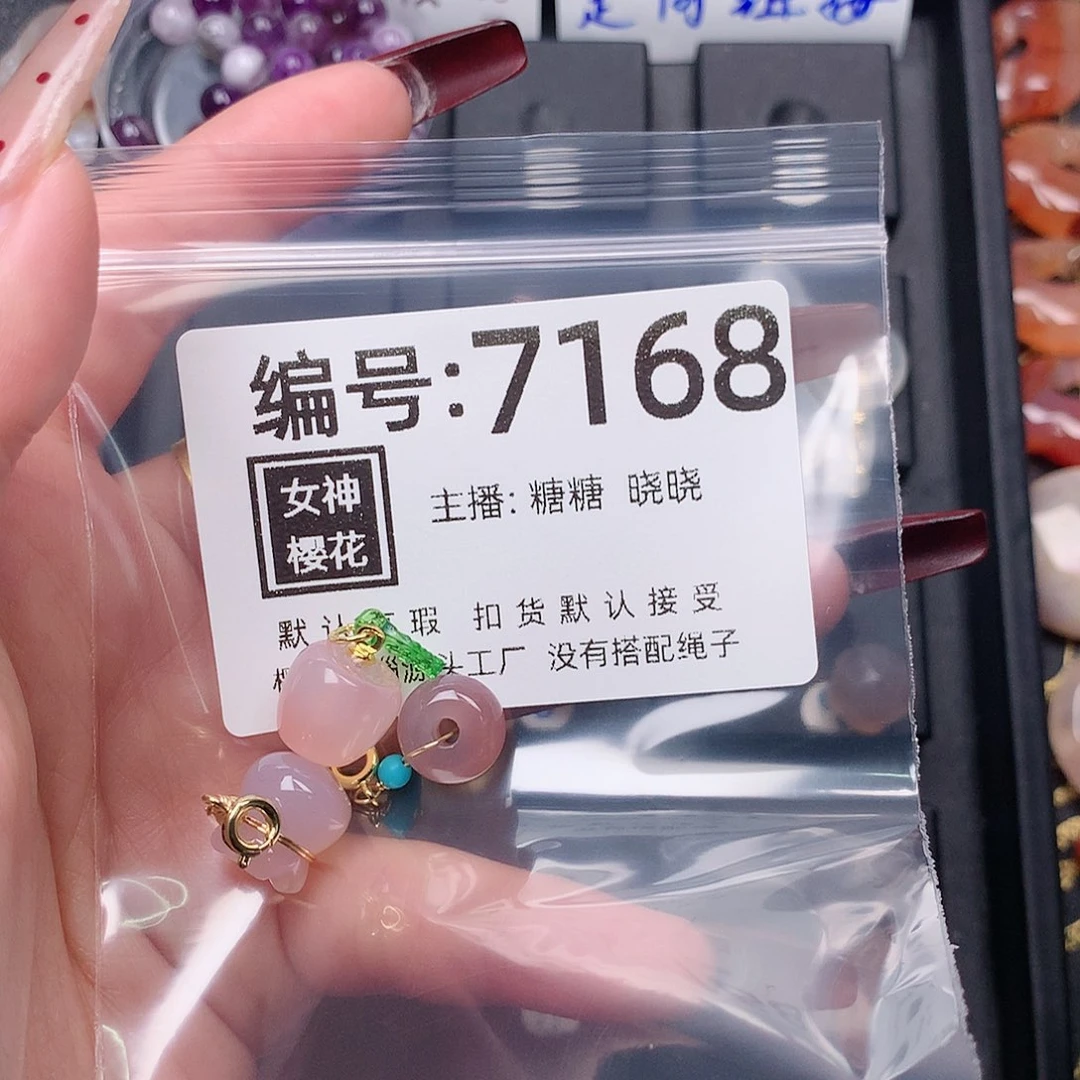 编号:7168
女神
樱花
主播: 糖糖 晓晓
默认 瑕 扣货默认接受
源头工厂 没有搭配绳子